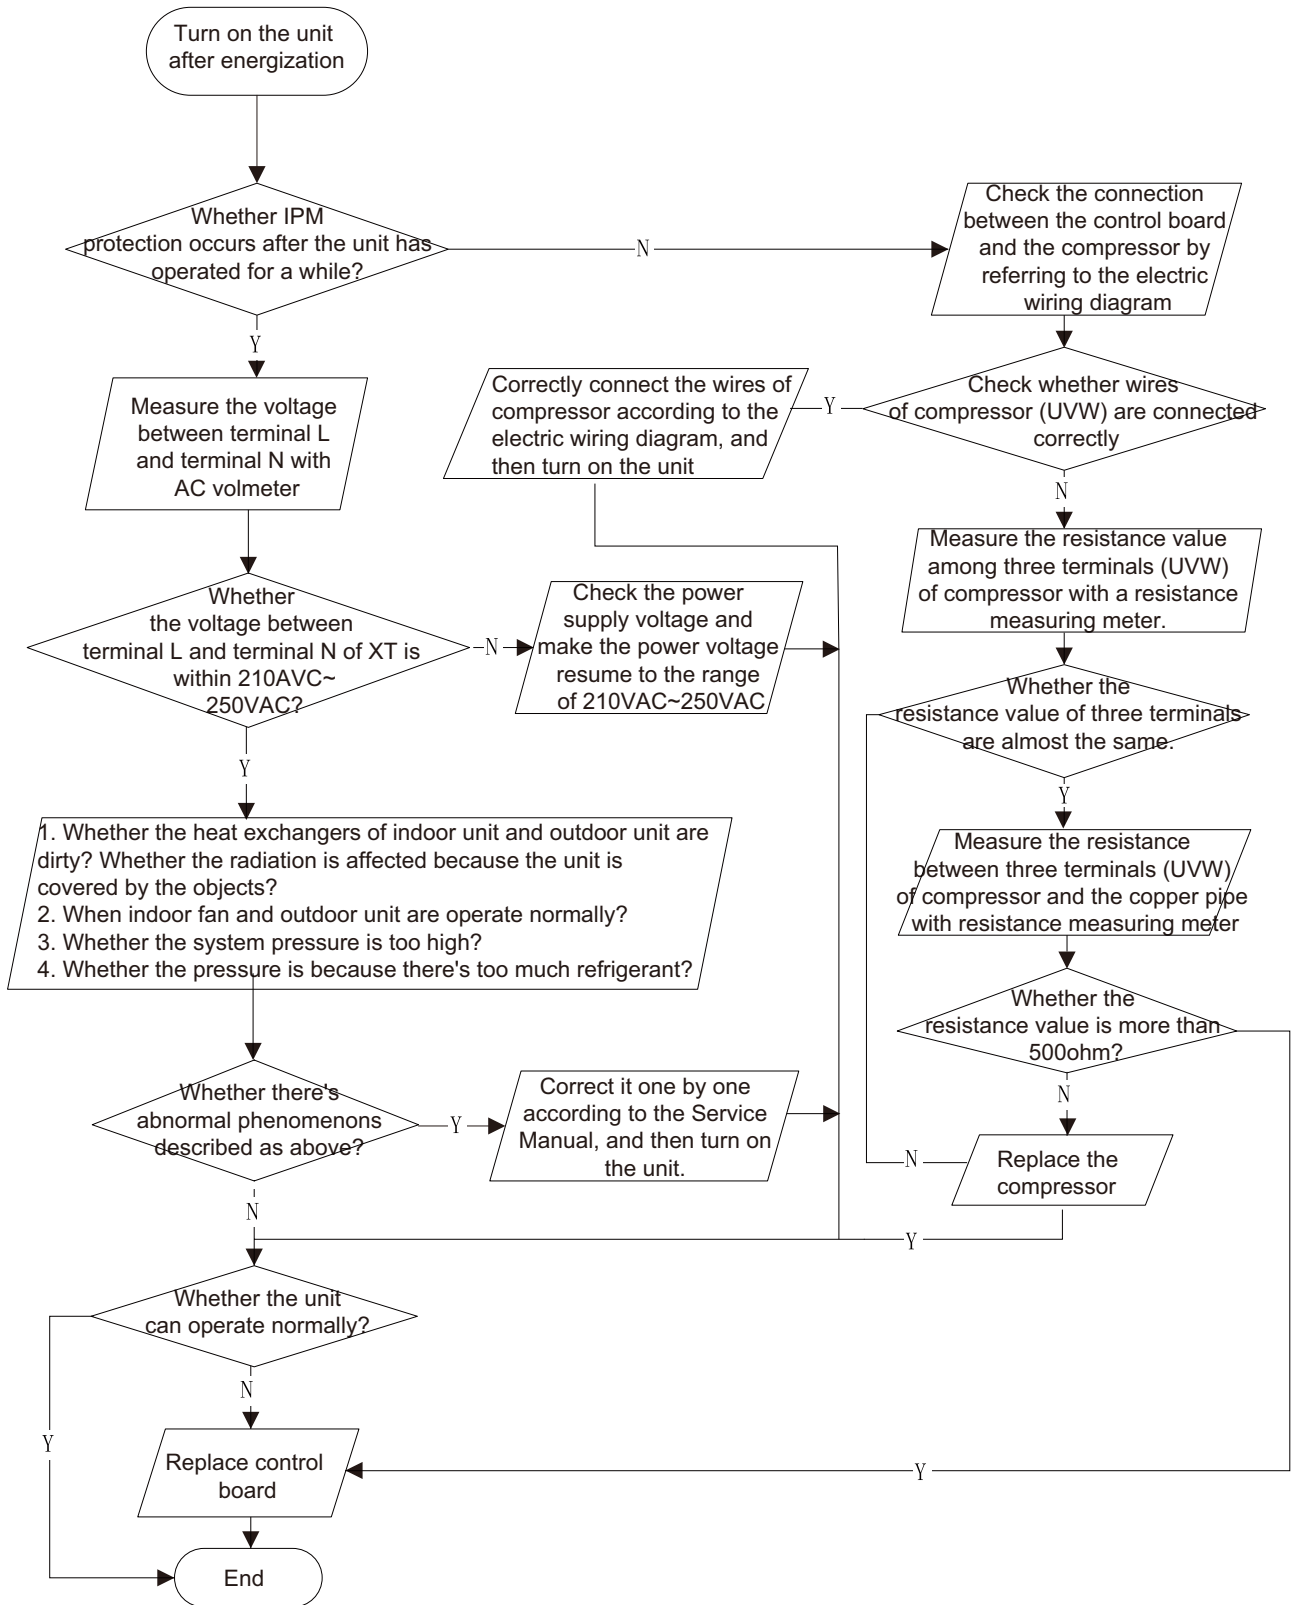 Turn on the unit
after energization
Whether IPM
protection occurs after the unit has
operated for a while?
N
Check the connection
between the control board
and the compressor by
referring to the electric
wiring diagram
Y
Measure the voltage
between terminal L
and terminal N with
AC volmeter
Correctly connect the wires of
compressor according to the
electric wiring diagram, and
then turn on the unit
Y
Check whether wires
of compressor (UVW) are connected
correctly
N
Measure the resistance value
among three terminals (UVW)
of compressor with a resistance
measuring meter.
Whether
the voltage between
terminal L and terminal N of XT is
within 210AVC~
250VAC?
N
Check the power
supply voltage and
make the power voltage
resume to the range
of 210VAC~250VAC
Whether the
resistance value of three terminals
are almost the same.
Y
Y
1. Whether the heat exchangers of indoor unit and outdoor unit are
dirty? Whether the radiation is affected because the unit is
covered by the objects?
2. When indoor fan and outdoor unit are operate normally?
3. Whether the system pressure is too high?
4. Whether the pressure is because there's too much refrigerant?
Measure the resistance
between three terminals (UVW)
of compressor and the copper pipe
with resistance measuring meter
Whether the
resistance value is more than
500ohm?
N
Whether there's
abnormal phenomenons
described as above?
Y
Correct it one by one
according to the Service
Manual, and then turn on
the unit.
N
Replace the
compressor
N
Y
Whether the unit
can operate normally?
N
Y
Replace control
board
Y
End